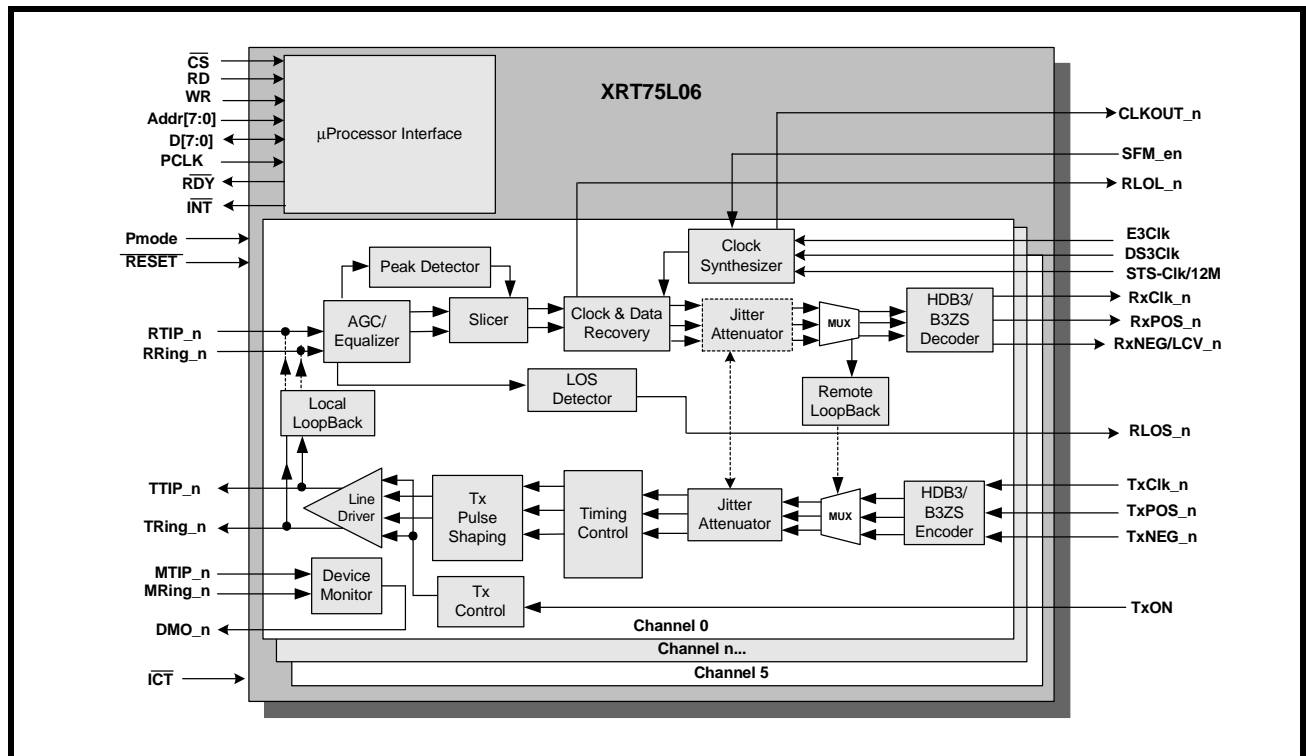 XRT75L06
CS
RD
WR
Addr[7:0]
D[7:0]
PCLK
RDY
INT
Pmode
RESET
µProcessor Interface
CLKOUT_n
SFM_en
RLOL_n
E3Clk
DS3Clk
STS-Clk/12M
RxClk_n
RxPOS_n
RxNEG/LCV_n
Clock
Synthesizer
Peak Detector
RTIP_n
RRing_n
AGC/
Equalizer
Slicer
Clock & Data
Recovery
Jitter
Attenuator
MUX
HDB3/
B3ZS
Decoder
LOS
Detector
Remote
LoopBack
Local
LoopBack
RLOS_n
TTIP_n
TRing_n
Line
Driver
Tx
Pulse
Shaping
Timing
Control
Jitter
Attenuator
MUX
HDB3/
B3ZS
Encoder
TxClk_n
TxPOS_n
TxNEG_n
MTIP_n
MRing_n
DMO_n
Device
Monitor
Tx
Control
TxON
Channel 0
Channel n...
Channel 5
ICT